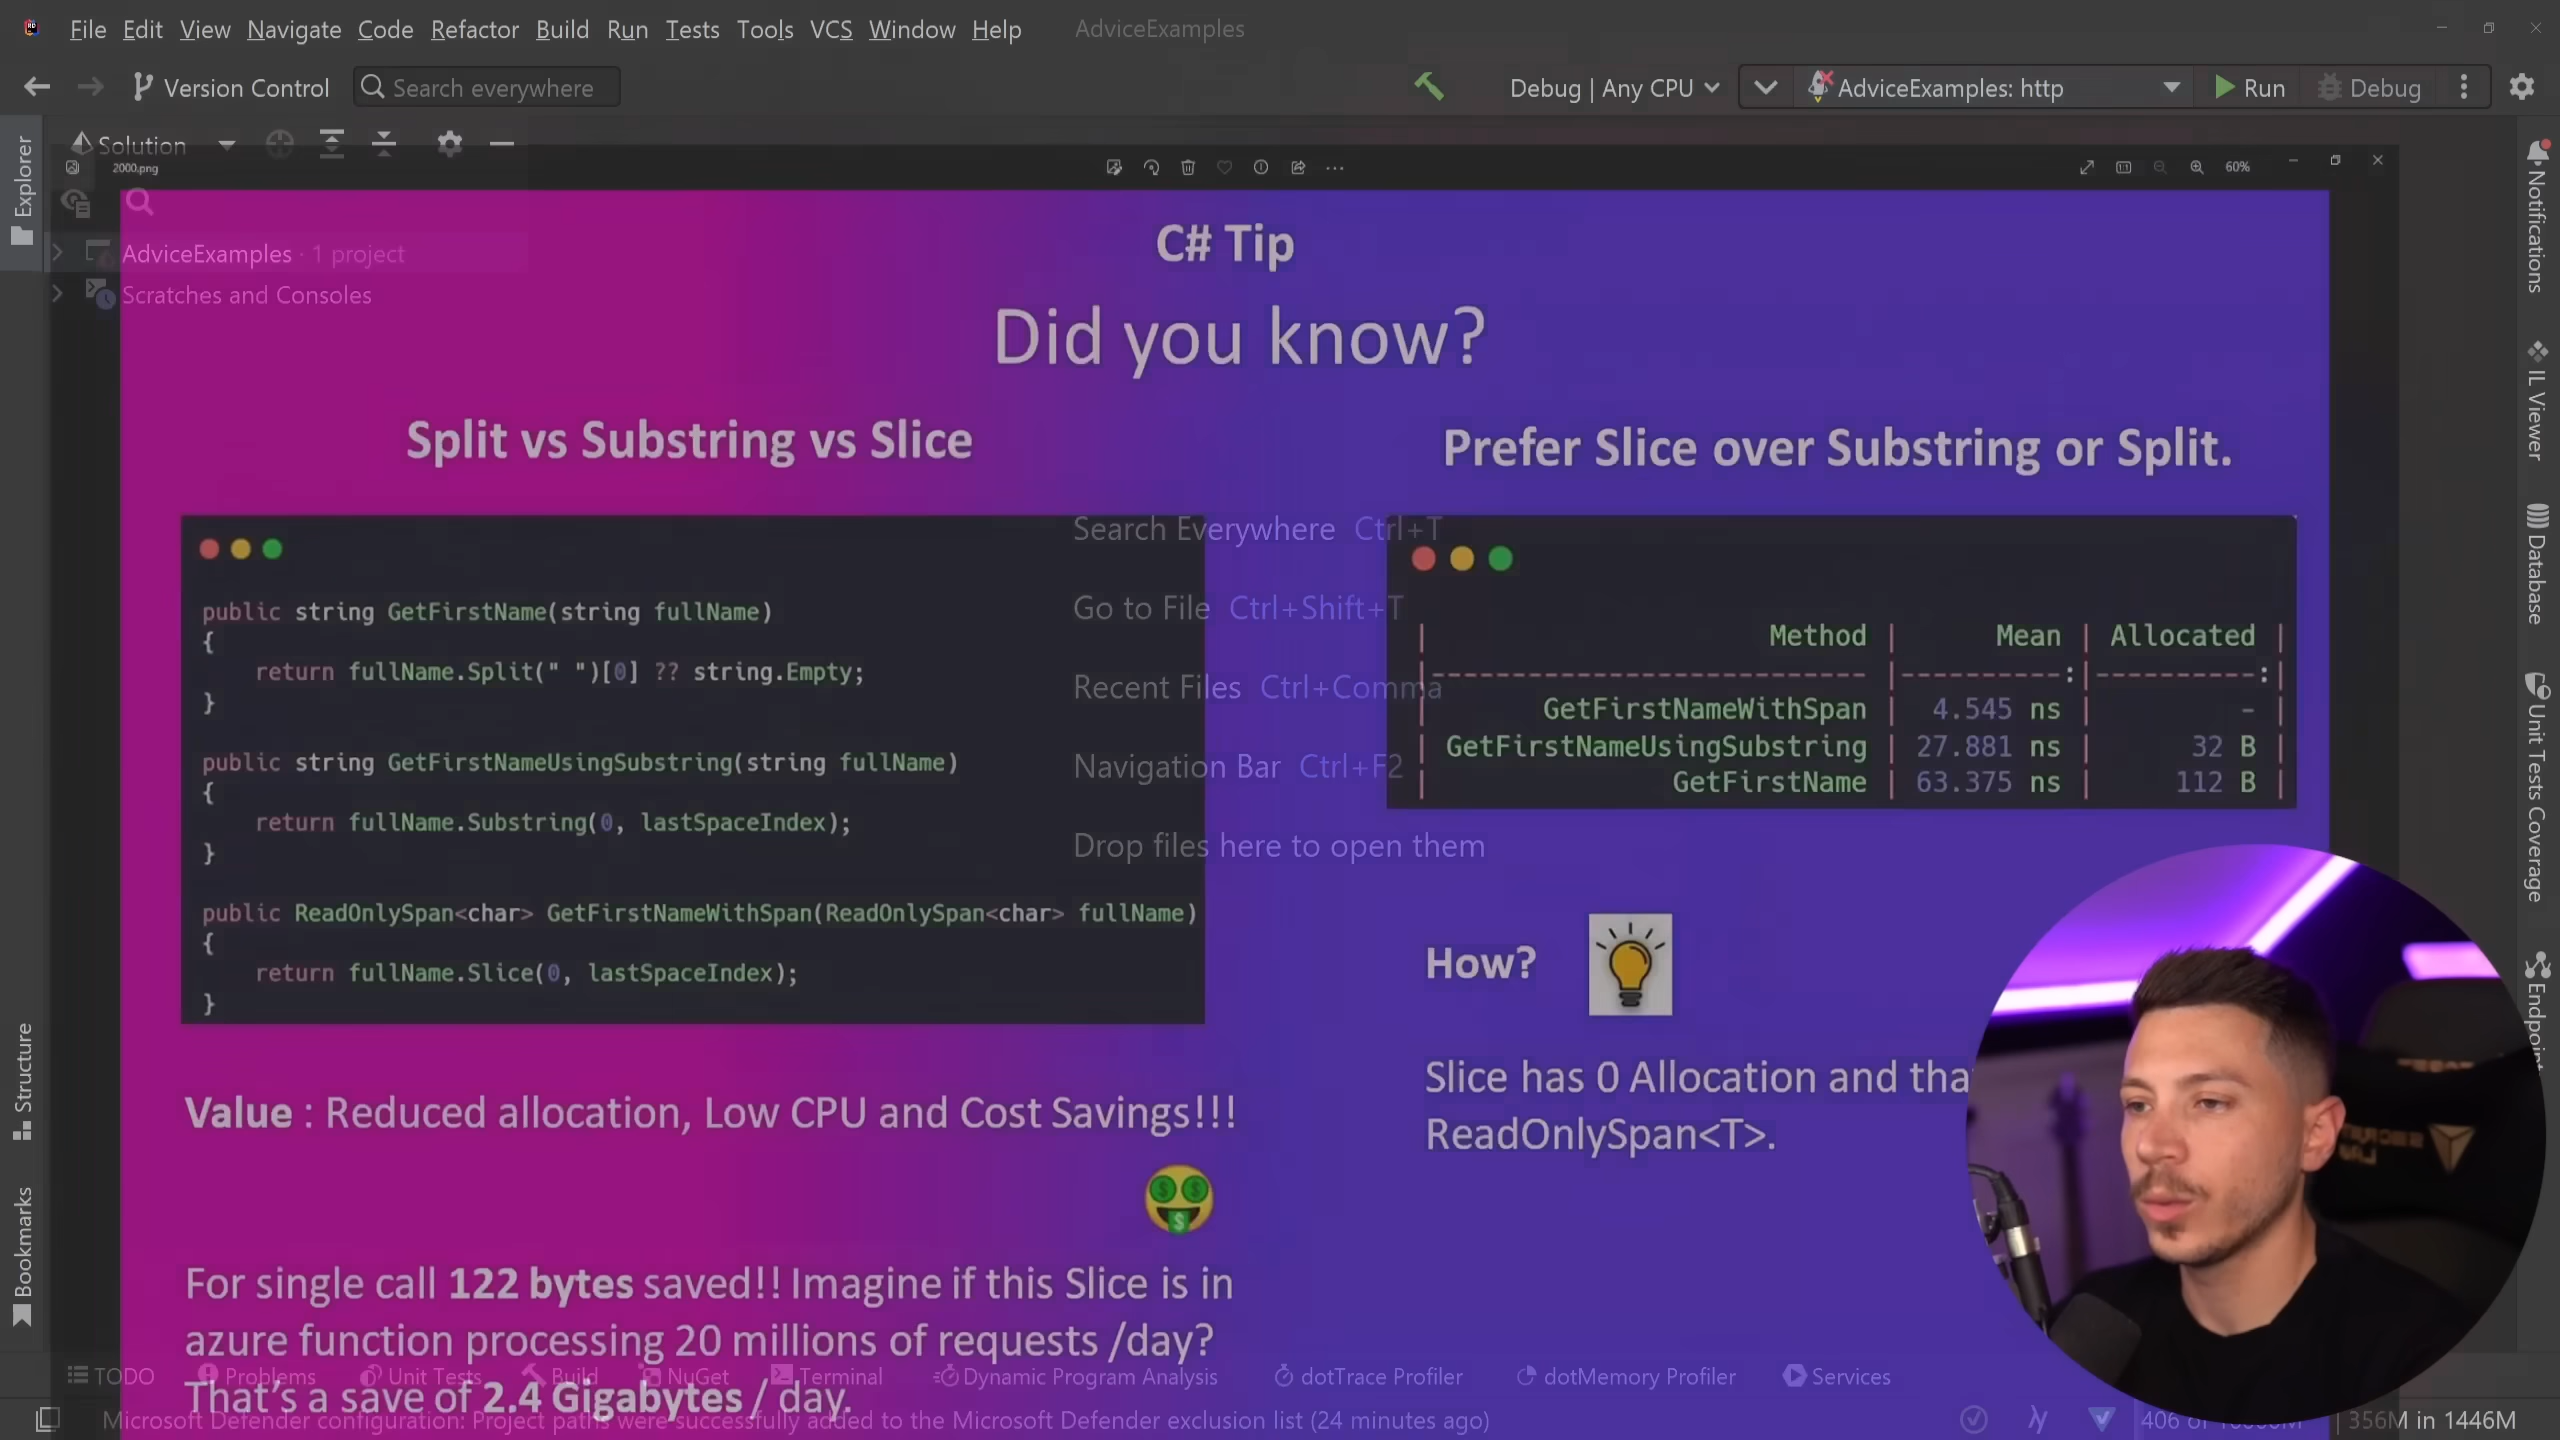 File Edit View Navigate Code Refactor Build Run Tests Tools VCS Window Help AdviceExamples
Version Control Search everywhere Debug | Any CPU AdviceExamples: http Run Debug
Solution
2000.png 60%
Explorer
AdviceExamples · 1 project
Scratches and Consoles
Structure
Bookmarks
C# Tip
Did you know?
Split vs Substring vs Slice
public string GetFirstName(string fullName)
{
return fullName.Split(" ")[0] ?? string.Empty;
}
public string GetFirstNameUsingSubstring(string fullName)
{
return fullName.Substring(0, lastSpaceIndex);
}
public ReadOnlySpan<char> GetFirstNameWithSpan(ReadOnlySpan<char> fullName)
{
return fullName.Slice(0, lastSpaceIndex);
}
Value : Reduced allocation, Low CPU and Cost Savings!!!
For single call 122 bytes saved!! Imagine if this Slice is in
azure function processing 20 millions of requests /day?
That's a save of 2.4 Gigabytes / day.
Search Everywhere Ctrl+T
Go to File Ctrl+Shift+T
Recent Files Ctrl+Comma
Navigation Bar Ctrl+F2
Drop files here to open them
Prefer Slice over Substring or Split.
| Method | Mean | Allocated |
|---------------------------|----------:|----------:|
| GetFirstNameWithSpan | 4.545 ns | - |
| GetFirstNameUsingSubstring | 27.881 ns | 32 B |
| GetFirstName | 63.375 ns | 112 B |
How?
Slice has 0 Allocation and
ReadOnlySpan<T>.
Notifications
IL Viewer
Database
Unit Tests Coverage
TODO Problems Unit Tests Build NuGet Terminal Dynamic Program Analysis dotTrace Profiler dotMemory Profiler Services
Microsoft Defender configuration: Project paths were successfully added to the Microsoft Defender exclusion list (24 minutes ago) 406 of 356M in 1446M